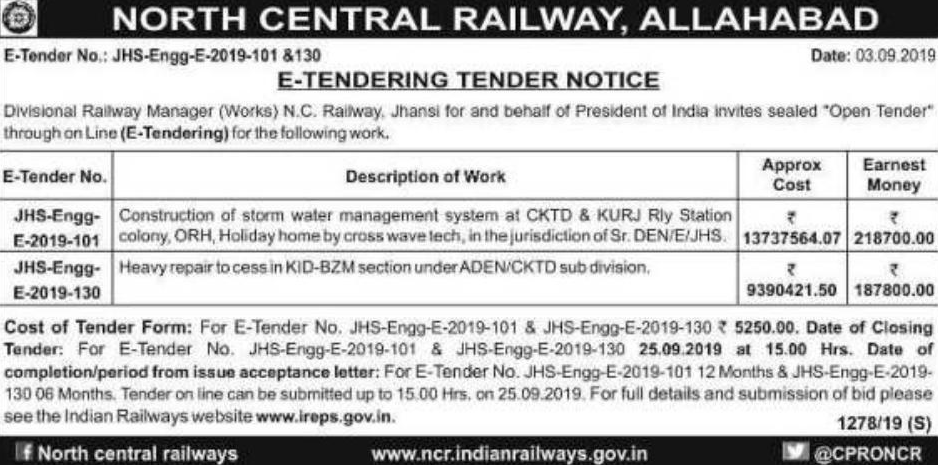 NORTH CENTRAL RAILWAY, ALLAHABAD
E-Tender No.: JHS-Engg-E-2019-101 &130 Date: 03.09.2019
E-TENDERING TENDER NOTICE
Divisional Railway Manager (Works) N.C. Railway, Jhansi for and behalf of President of India invites sealed "Open Tender"
through on Line (E-Tendering) for the following work.
E-Tender No. Description of Work Approx Cost Earnest Money
JHS-Engg-E-2019-101 Construction of storm water management system at CKTD & KURJ Rly Station
colony, ORH, Holiday home by cross wave tech, in the jurisdiction of Sr. DEN/E/JHS. ₹ 13737564.07 ₹ 218700.00
JHS-Engg-E-2019-130 Heavy repair to cess in KID-BZM section under ADEN/CKTD sub division. ₹ 9390421.50 ₹ 187800.00
Cost of Tender Form: For E-Tender No. JHS-Engg-E-2019-101 & JHS-Engg-E-2019-130 ₹ 5250.00. Date of Closing
Tender: For E-Tender No. JHS-Engg-E-2019-101 & JHS-Engg-E-2019-130 25.09.2019 at 15.00 Hrs. Date of
completion/period from issue acceptance letter: For E-Tender No. JHS-Engg-E-2019-101 12 Months & JHS-Engg-E-2019-
130 06 Months. Tender on line can be submitted up to 15.00 Hrs. on 25.09.2019. For full details and submission of bid please
see the Indian Railways website www.ireps.gov.in.
1278/19 (S)
North central railways www.ncr.indianrailways.gov.in @CPRONCR